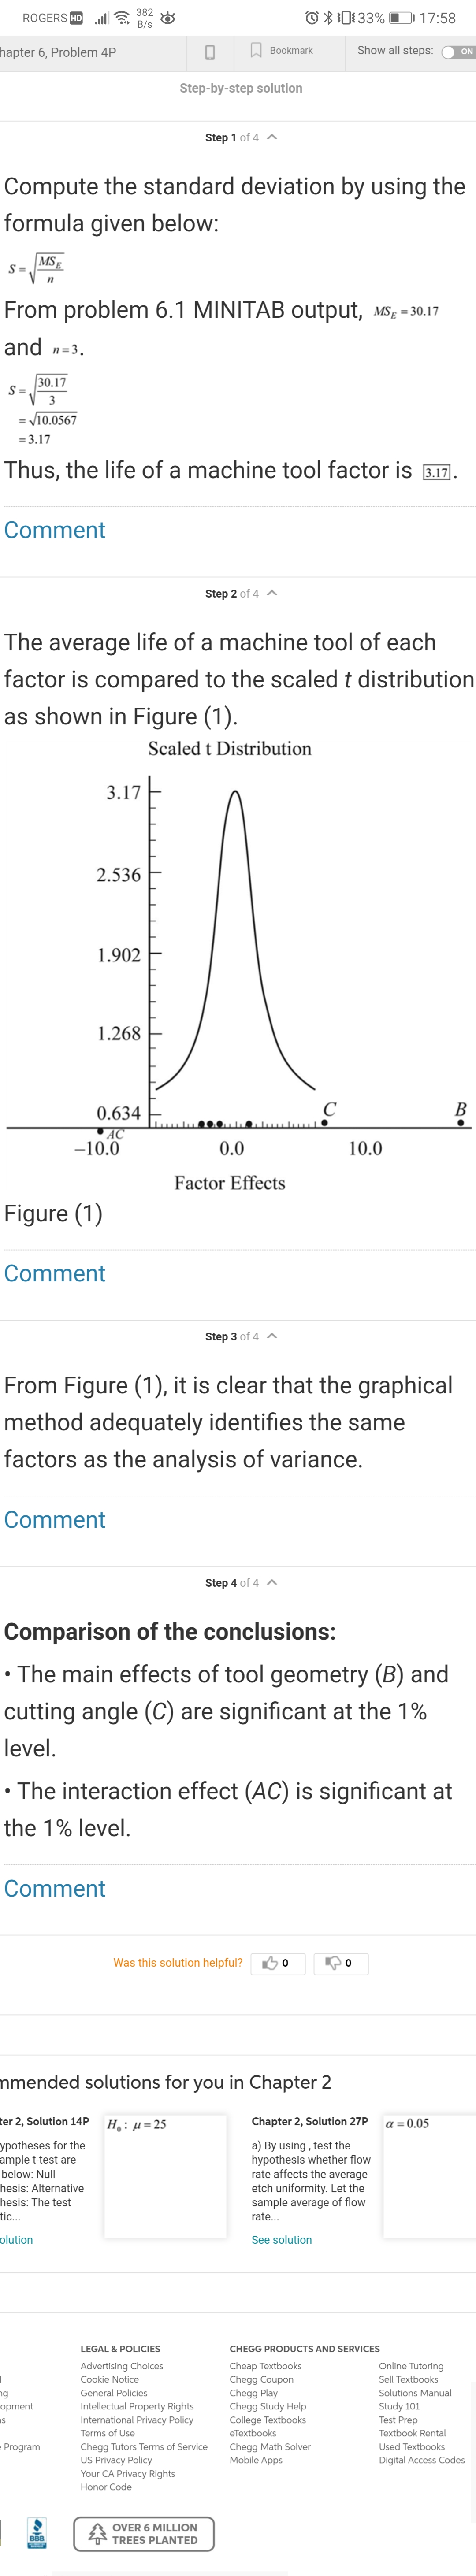 ROGERS HD 382 B/s 33% 17:58
hapter 6, Problem 4P Bookmark Show all steps: ON
Step-by-step solution
Step 1 of 4
Compute the standard deviation by using the
formula given below:
S = √(MS_E / n)
From problem 6.1 MINITAB output, MS_E = 30.17
and n = 3.
S = √(30.17 / 3)
= √10.0567
= 3.17
Thus, the life of a machine tool factor is 3.17.
Comment
Step 2 of 4
The average life of a machine tool of each
factor is compared to the scaled t distribution
as shown in Figure (1).
Scaled t Distribution
3.17
2.536
1.902
1.268
0.634
C B
AC
−10.0 0.0 10.0
Factor Effects
Figure (1)
Comment
Step 3 of 4
From Figure (1), it is clear that the graphical
method adequately identifies the same
factors as the analysis of variance.
Comment
Step 4 of 4
Comparison of the conclusions:
• The main effects of tool geometry (B) and
cutting angle (C) are significant at the 1%
level.
• The interaction effect (AC) is significant at
the 1% level.
Comment
Was this solution helpful? 0 0
mmended solutions for you in Chapter 2
ter 2, Solution 14P
ypotheses for the
ample t-test are
below: Null
hesis: Alternative
hesis: The test
tic...
olution
H₀ : μ = 25
Chapter 2, Solution 27P
a) By using , test the
hypothesis whether flow
rate affects the average
etch uniformity. Let the
sample average of flow
rate...
See solution
α = 0.05
LEGAL & POLICIES
Advertising Choices
Cookie Notice
General Policies
Intellectual Property Rights
International Privacy Policy
Terms of Use
Chegg Tutors Terms of Service
US Privacy Policy
Your CA Privacy Rights
Honor Code
CHEGG PRODUCTS AND SERVICES
Cheap Textbooks
Chegg Coupon
Chegg Play
Chegg Study Help
College Textbooks
eTextbooks
Chegg Math Solver
Mobile Apps
Online Tutoring
Sell Textbooks
Solutions Manual
Study 101
Test Prep
Textbook Rental
Used Textbooks
Digital Access Codes
ng
opment
s
Program
BBB
OVER 6 MILLION
TREES PLANTED